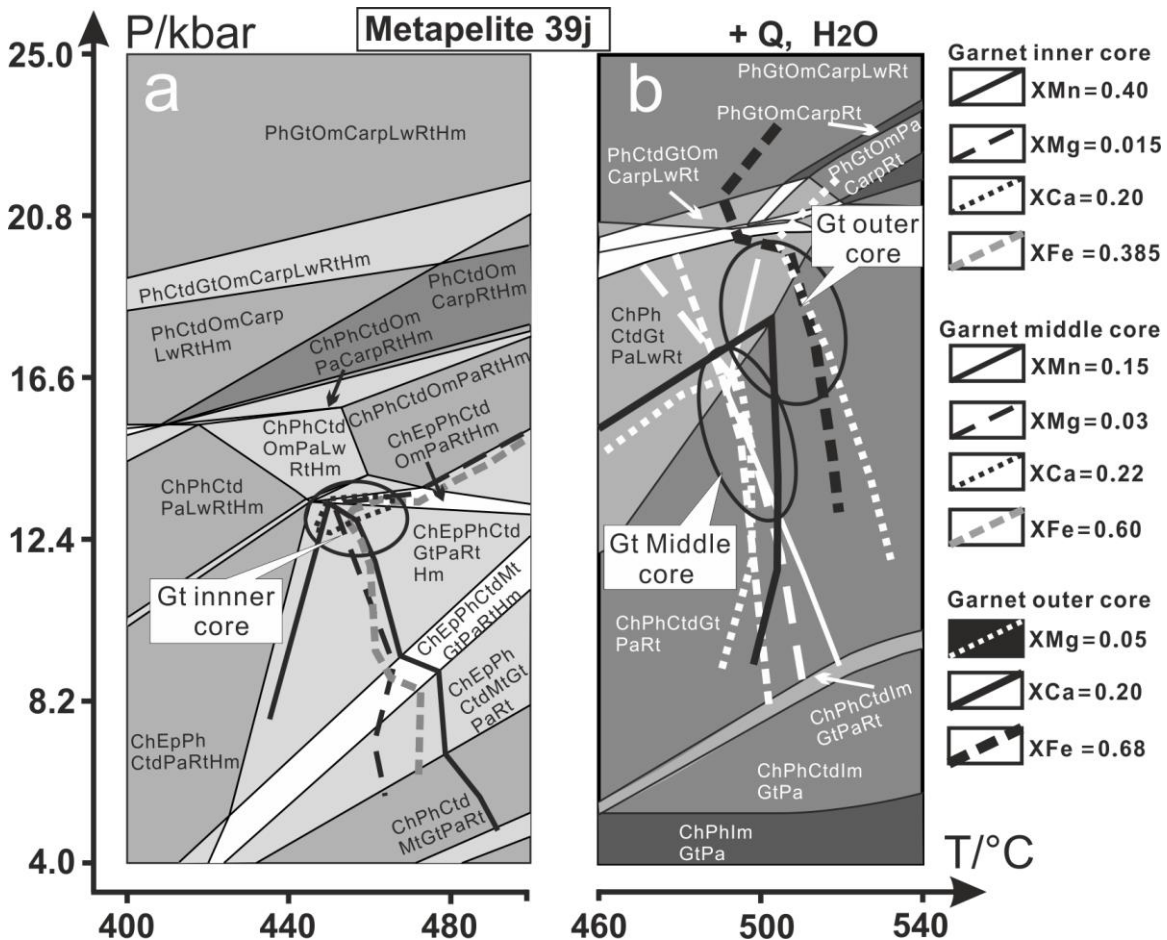 P/kbar
Metapelite 39j
+ Q, H2O
25.0
20.8
16.6
12.4
8.2
4.0
a
PhGtOmCarpLwRtHm
PhCtdGtOmCarpLwRtHm
PhCtdOm
CarpRtHm
PhCtdOmCarp
LwRtHm
ChPhCtdOm
PaCarpRtHm
ChPhCtdOmPaRtHm
ChPhCtd
OmPaLw
RtHm
ChEpPhCtd
OmPaRtHm
ChPhCtd
PaLwRtHm
ChEpPhCtd
GtPaRt
Hm
Gt innner
core
ChEpPhCtdMt
GtPaRtHm
ChEpPh
CtdMtGt
PaRt
ChEpPh
CtdPaRtHm
ChPhCtd
MtGtPaRt
400
440
480
b
PhGtOmCarpLwRt
PhGtOmCarpRt
PhCtdGtOm
CarpLwRt
PhGtOmPa
CarpRt
Gt outer
core
ChPh
CtdGt
PaLwRt
Gt Middle
core
ChPhCtdGt
PaRt
ChPhCtdIm
GtPaRt
ChPhCtdIm
GtPa
ChPhIm
GtPa
460
500
540
T/°C
Garnet inner core
XMn=0.40
XMg=0.015
XCa=0.20
XFe=0.385
Garnet middle core
XMn=0.15
XMg=0.03
XCa=0.22
XFe=0.60
Garnet outer core
XMg=0.05
XCa=0.20
XFe=0.68